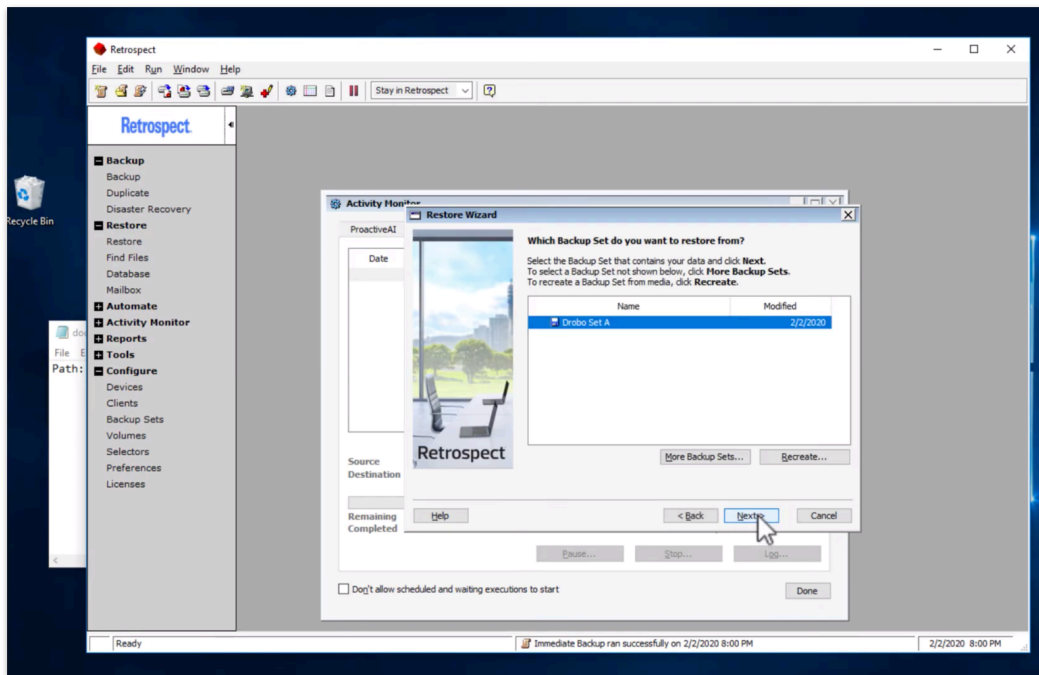 Retrospect
File Edit Run Window Help
Stay in Retrospect
Retrospect
Backup
Backup
Duplicate
Disaster Recovery
Restore
Restore
Find Files
Database
Mailbox
Automate
Activity Monitor
Reports
Tools
Configure
Devices
Clients
Backup Sets
Volumes
Selectors
Preferences
Licenses
Recycle Bin
File
Path:
Activity Monitor
ProactiveAI
Date
Source
Destination
Remaining
Completed
Restore Wizard
Which Backup Set do you want to restore from?
Select the Backup Set that contains your data and click Next.
To select a Backup Set not shown below, click More Backup Sets.
To recreate a Backup Set from media, click Recreate.
Name Modified
Drobo Set A 2/2/2020
Retrospect
More Backup Sets... Recreate...
Help < Back Next> Cancel
Pause... Stop... Log...
Don't allow scheduled and waiting executions to start Done
Ready Immediate Backup ran successfully on 2/2/2020 8:00 PM 2/2/2020 8:00 PM